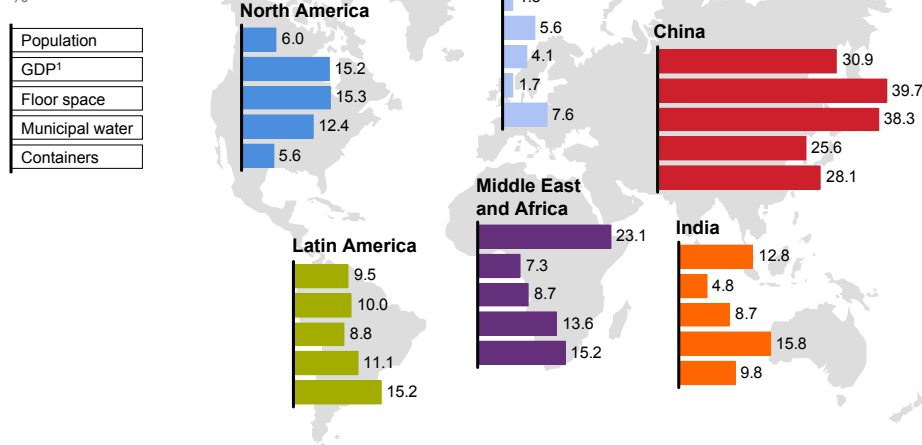 North America
Population
GDP¹
Floor space
Municipal water
Containers
6.0
15.2
15.3
12.4
5.6
5.6
4.1
1.7
7.6
China
30.9
39.7
38.3
25.6
28.1
Latin America
9.5
10.0
8.8
11.1
15.2
Middle East
and Africa
23.1
7.3
8.7
13.6
15.2
India
12.8
4.8
8.7
15.8
9.8